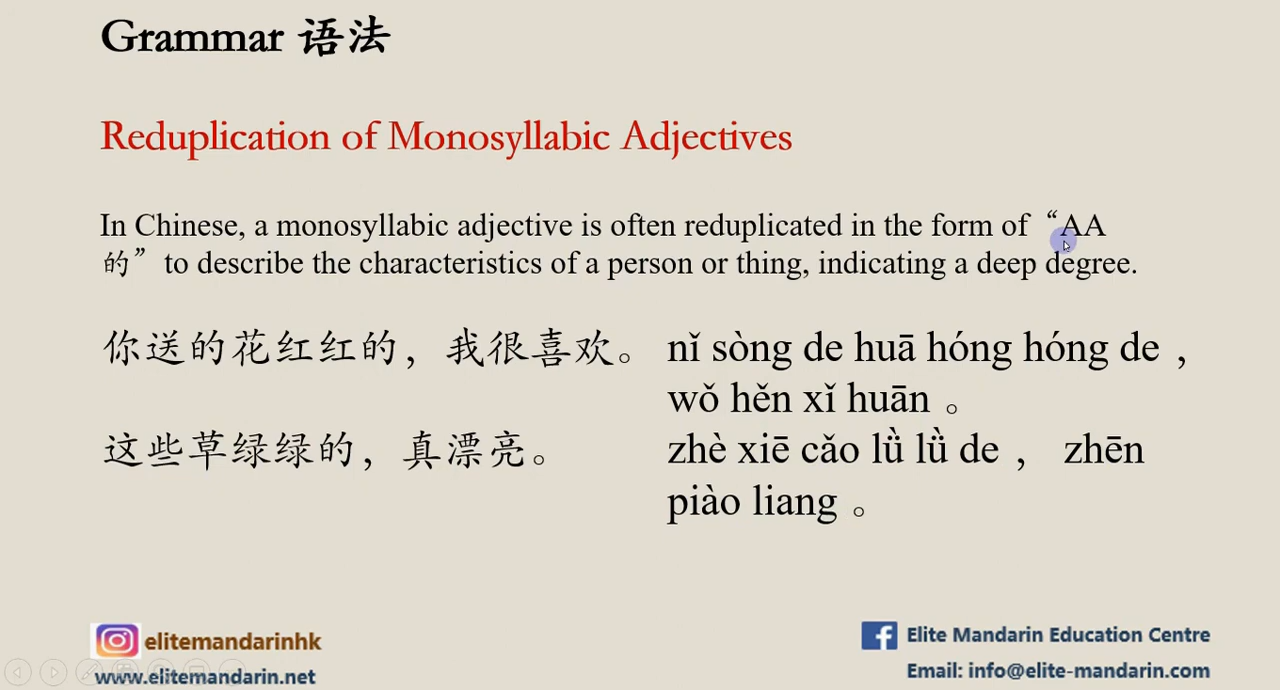 Grammar 语法
Reduplication of Monosyllabic Adjectives
In Chinese, a monosyllabic adjective is often reduplicated in the form of “AA
的” to describe the characteristics of a person or thing, indicating a deep degree.
你送的花红红的，我很喜欢。 nǐ sòng de huā hóng hóng de ,
wǒ hěn xǐ huān 。
这些草绿绿的，真漂亮。 zhè xiē cǎo lǜ lǜ de , zhēn
piào liang 。
elitemandarinhk
Elite Mandarin Education Centre
www.elitemandarin.net
Email: info@elite-mandarin.com